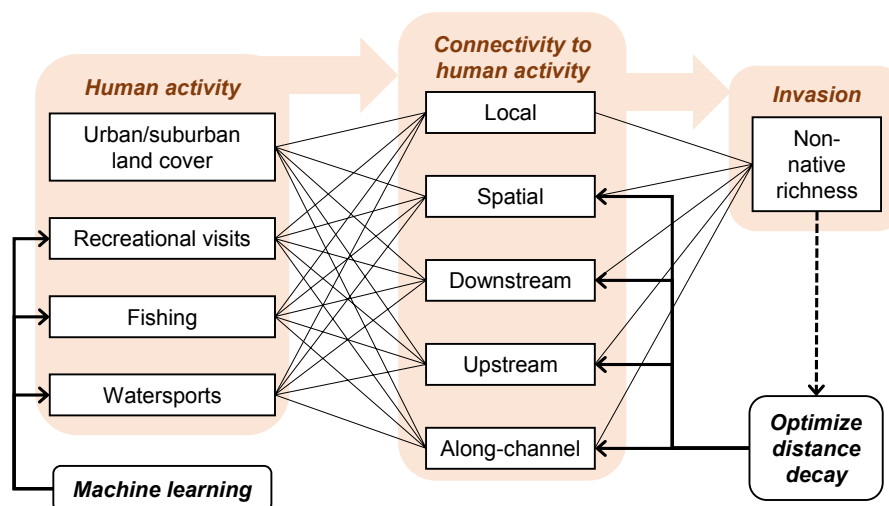 Human activity
Urban/suburban
land cover
Recreational visits
Fishing
Watersports
Machine learning
Connectivity to
human activity
Local
Spatial
Downstream
Upstream
Along-channel
Invasion
Non-
native
richness
Optimize
distance
decay